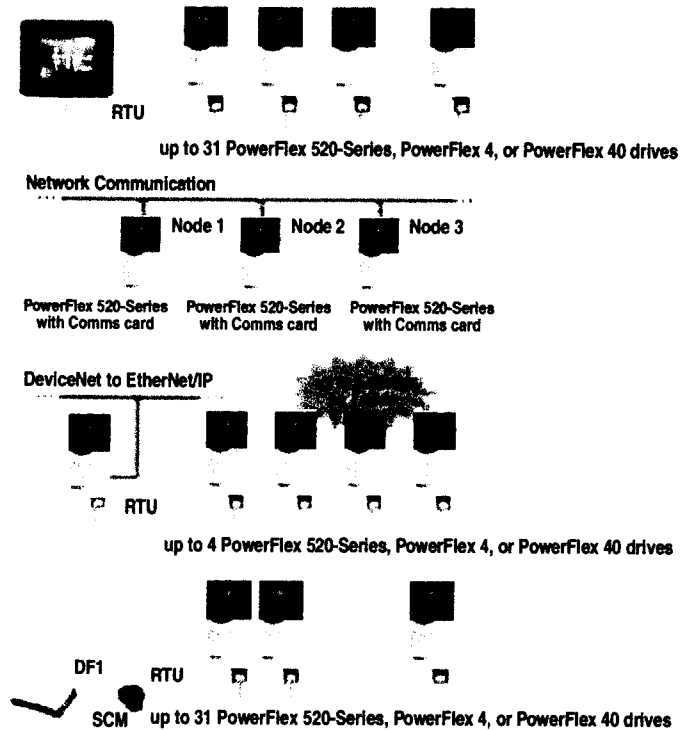 RTU
up to 31 PowerFlex 520-Series, PowerFlex 4, or PowerFlex 40 drives
Network Communication
Node 1 Node 2 Node 3
PowerFlex 520-Series PowerFlex 520-Series PowerFlex 520-Series
with Comms card with Comms card with Comms card
DeviceNet to EtherNet/IP
RTU
up to 4 PowerFlex 520-Series, PowerFlex 4, or PowerFlex 40 drives
DF1 RTU
SCM up to 31 PowerFlex 520-Series, PowerFlex 4, or PowerFlex 40 drives